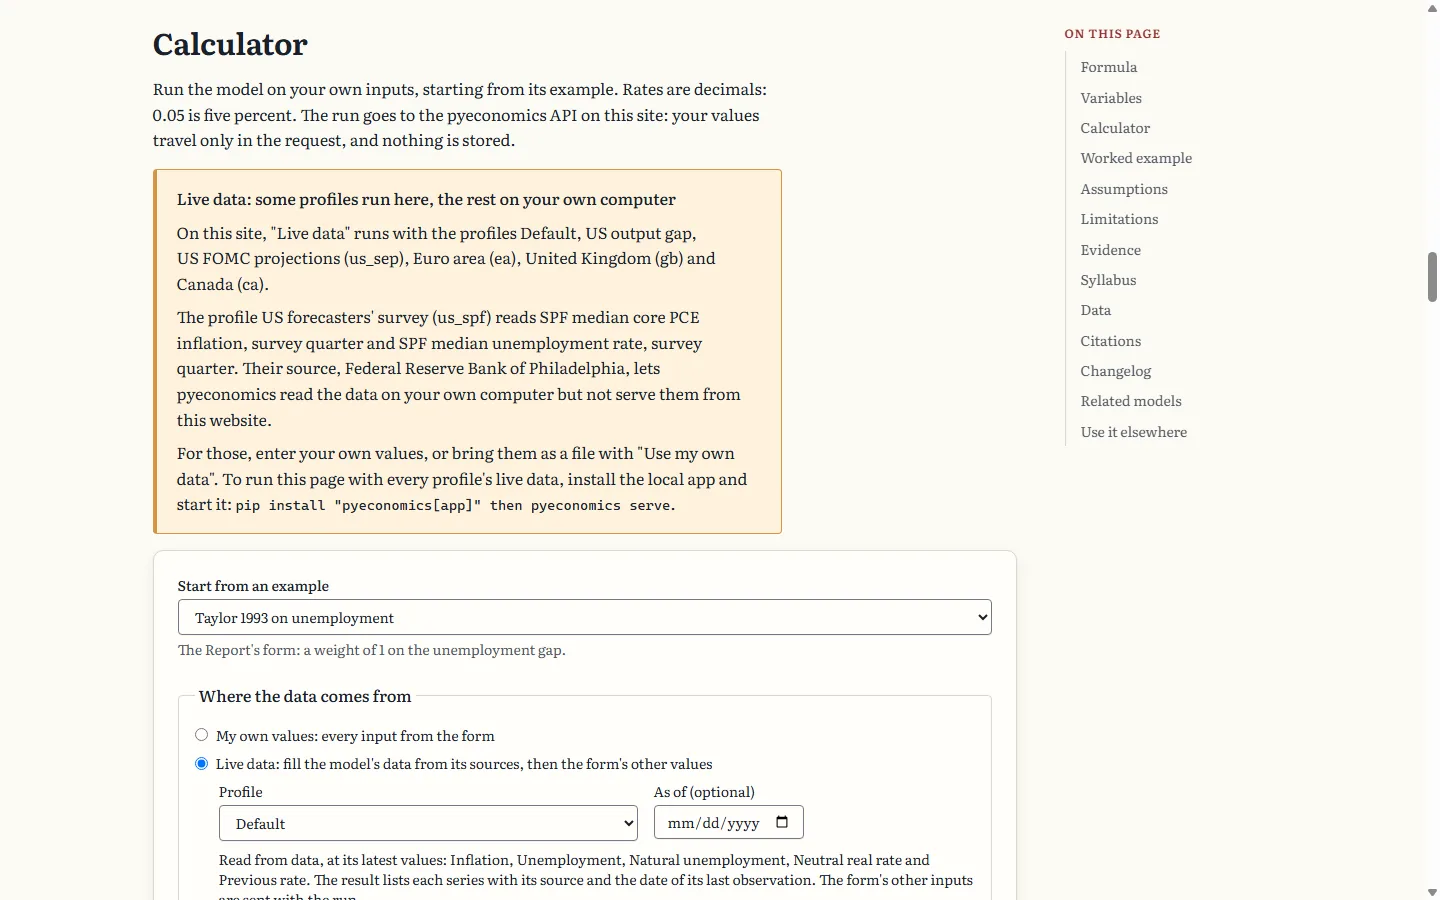 Calculator
Run the model on your own inputs, starting from its example. Rates are decimals:
0.05 is five percent. The run goes to the pyeconomics API on this site: your values
travel only in the request, and nothing is stored.
Live data: some profiles run here, the rest on your own computer
On this site, "Live data" runs with the profiles Default, US output gap,
US FOMC projections (us_sep), Euro area (ea), United Kingdom (gb) and
Canada (ca).
The profile US forecasters' survey (us_spf) reads SPF median core PCE
inflation, survey quarter and SPF median unemployment rate, survey
quarter. Their source, Federal Reserve Bank of Philadelphia, lets
pyeconomics read the data on your own computer but not serve them from
this website.
For those, enter your own values, or bring them as a file with "Use my own
data". To run this page with every profile's live data, install the local app and
start it: pip install "pyeconomics[app]" then pyeconomics serve.
Start from an example
Taylor 1993 on unemployment
The Report's form: a weight of 1 on the unemployment gap.
Where the data comes from
My own values: every input from the form
Live data: fill the model's data from its sources, then the form's other values
Profile
Default
As of (optional)
mm/dd/yyyy
Read from data, at its latest values: Inflation, Unemployment, Natural unemployment, Neutral real rate and
Previous rate. The result lists each series with its source and the date of its last observation. The form's other inputs
are sent with the run.
ON THIS PAGE
Formula
Variables
Calculator
Worked example
Assumptions
Limitations
Evidence
Syllabus
Data
Citations
Changelog
Related models
Use it elsewhere